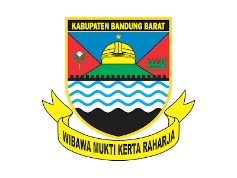 KABUPATEN BANDUNG BARAT
WIBAWA MUKTI KERTA RAHARJA